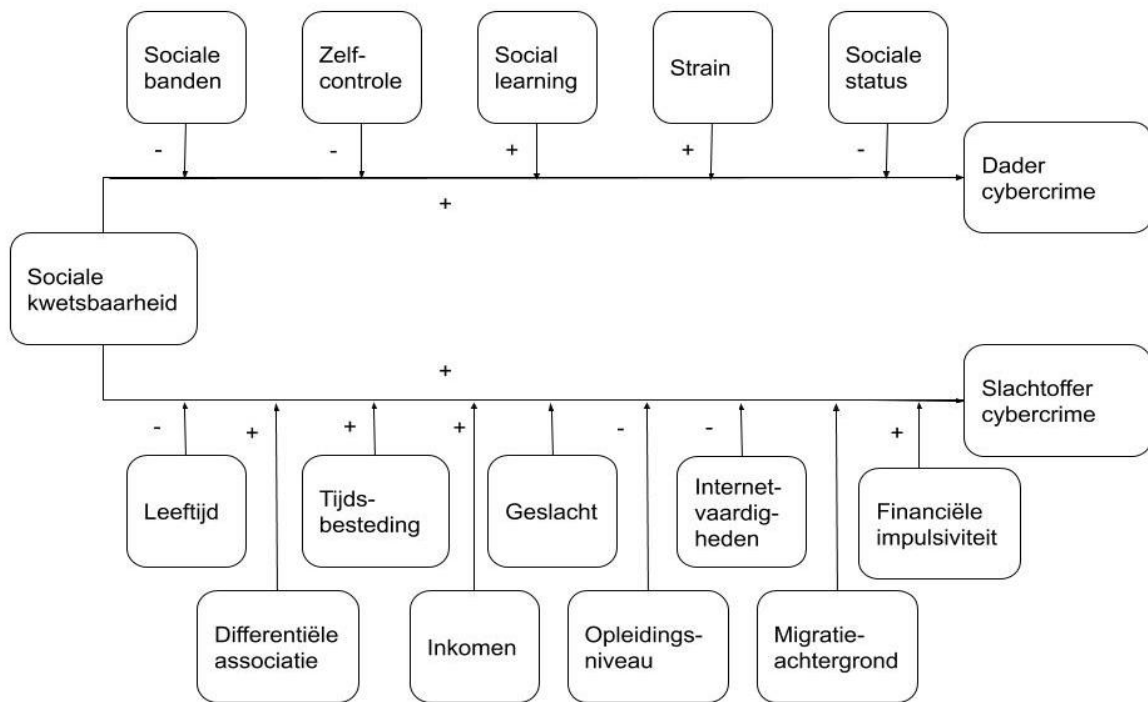 Sociale
banden
Zelf-
controle
Social
learning
Strain
Sociale
status
-
-
+
+
-
Dader
cybercrime
+
Sociale
kwetsbaarheid
+
Slachtoffer
cybercrime
-
+
+
+
-
-
+
Leeftijd
Tijds-
besteding
Geslacht
Internet-
vaardig-
heden
Financiële
impulsiviteit
Differentiële
associatie
Inkomen
Opleidings-
niveau
Migratie-
achtergrond